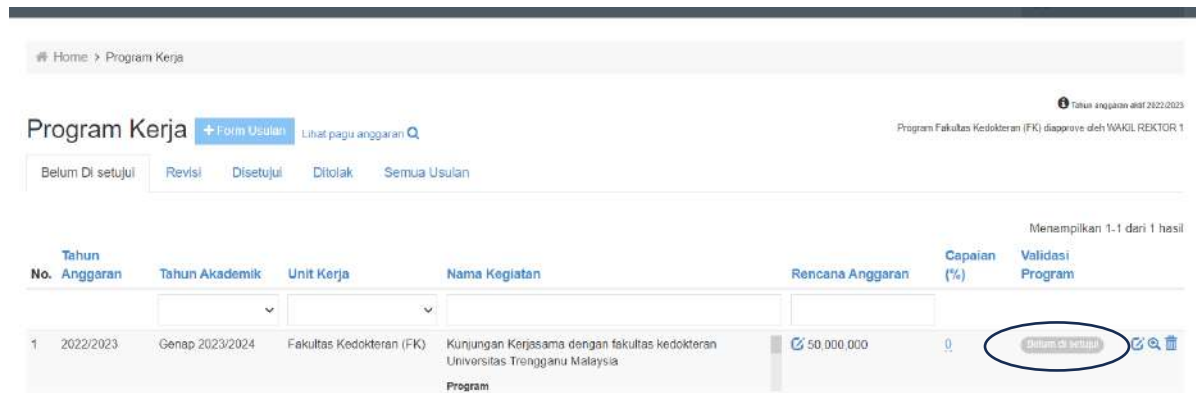 Home > Program Kerja
Tahun anggaran aktif 2022/2023
Program Kerja + Form Usulan Lihat pagu anggaran
Program Fakultas Kedokteran (FK) diapprove oleh WAKIL REKTOR 1
Belum Di setujui Revisi Disetujui Ditolak Semua Usulan
Menampilkan 1-1 dari 1 hasil
No. Tahun Anggaran Tahun Akademik Unit Kerja Nama Kegiatan Rencana Anggaran Capaian (%) Validasi Program
1 2022/2023 Genap 2023/2024 Fakultas Kedokteran (FK) Kunjungan Kerjasama dengan fakultas kedokteran 50,000,000 0 Belum di setujui
Universitas Trengganu Malaysia
Program